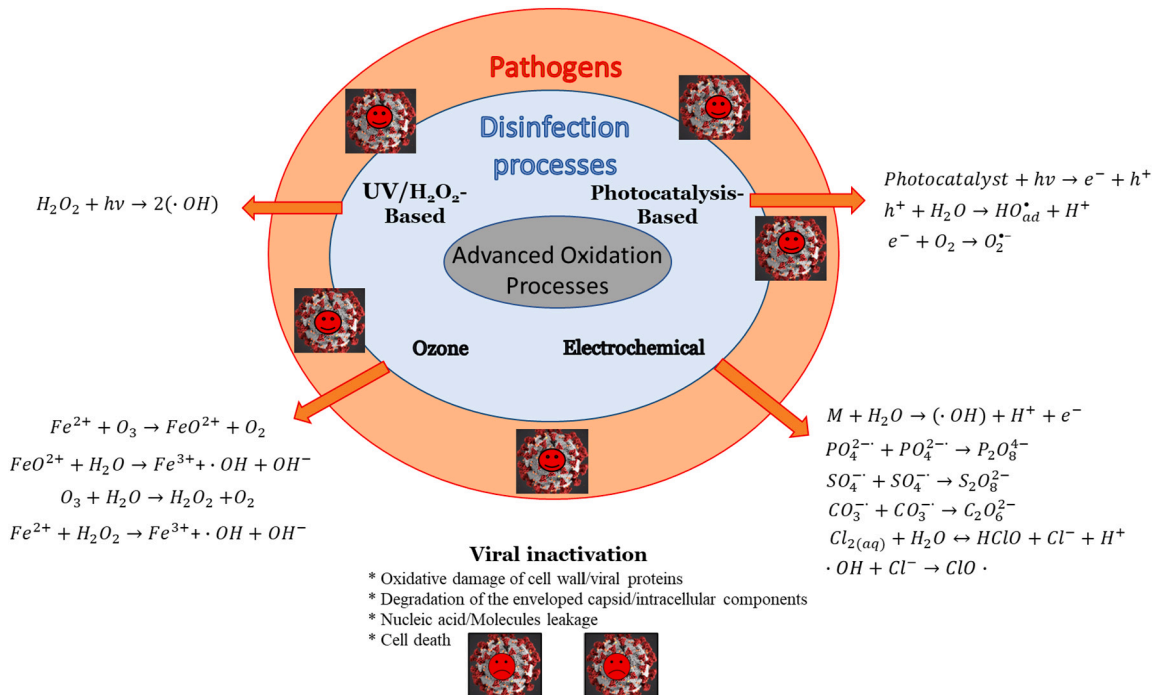 Pathogens
Disinfection
processes
UV/H₂O₂-
Based
Photocatalysis-
Based
Advanced Oxidation
Processes
Ozone
Electrochemical
H₂O₂ + hν → 2(· OH)
Photocatalyst + hν → e⁻ + h⁺
h⁺ + H₂O → HO•ad + H⁺
e⁻ + O₂ → O₂•⁻
Fe²⁺ + O₃ → FeO²⁺ + O₂
FeO²⁺ + H₂O → Fe³⁺+ · OH + OH⁻
O₃ + H₂O → H₂O₂ +O₂
Fe²⁺ + H₂O₂ → Fe³⁺+ · OH + OH⁻
M + H₂O → (· OH) + H⁺ + e⁻
PO₄²⁻· + PO₄²⁻· → P₂O₈⁴⁻
SO₄⁻· + SO₄⁻· → S₂O₈²⁻
CO₃⁻· + CO₃⁻· → C₂O₆²⁻
Cl₂₍aq₎ + H₂O ↔ HClO + Cl⁻ + H⁺
· OH + Cl⁻ → ClO ·
Viral inactivation
* Oxidative damage of cell wall/viral proteins
* Degradation of the enveloped capsid/intracellular components
* Nucleic acid/Molecules leakage
* Cell death